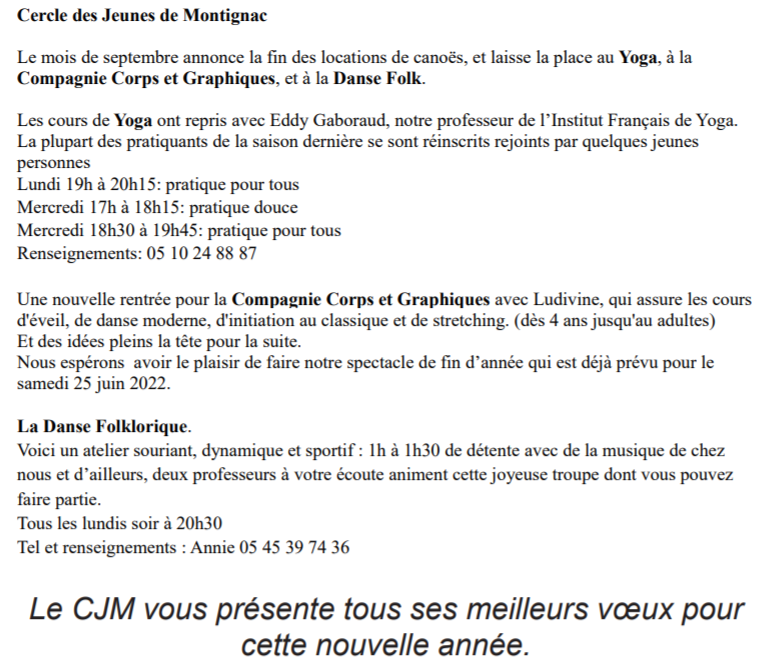 Cercle des Jeunes de Montignac
Le mois de septembre annonce la fin des locations de canoës, et laisse la place au Yoga, à la
Compagnie Corps et Graphiques, et à la Danse Folk.
Les cours de Yoga ont repris avec Eddy Gaboraud, notre professeur de l’Institut Français de Yoga.
La plupart des pratiquants de la saison dernière se sont réinscrits rejoints par quelques jeunes
personnes
Lundi 19h à 20h15: pratique pour tous
Mercredi 17h à 18h15: pratique douce
Mercredi 18h30 à 19h45: pratique pour tous
Renseignements: 05 10 24 88 87
Une nouvelle rentrée pour la Compagnie Corps et Graphiques avec Ludivine, qui assure les cours
d'éveil, de danse moderne, d'initiation au classique et de stretching. (dès 4 ans jusqu'au adultes)
Et des idées pleins la tête pour la suite.
Nous espérons  avoir le plaisir de faire notre spectacle de fin d’année qui est déjà prévu pour le
samedi 25 juin 2022.
La Danse Folklorique.
Voici un atelier souriant, dynamique et sportif : 1h à 1h30 de détente avec de la musique de chez
nous et d’ailleurs, deux professeurs à votre écoute animent cette joyeuse troupe dont vous pouvez
faire partie.
Tous les lundis soir à 20h30
Tel et renseignements : Annie 05 45 39 74 36
Le CJM vous présente tous ses meilleurs vœux pour
cette nouvelle année.